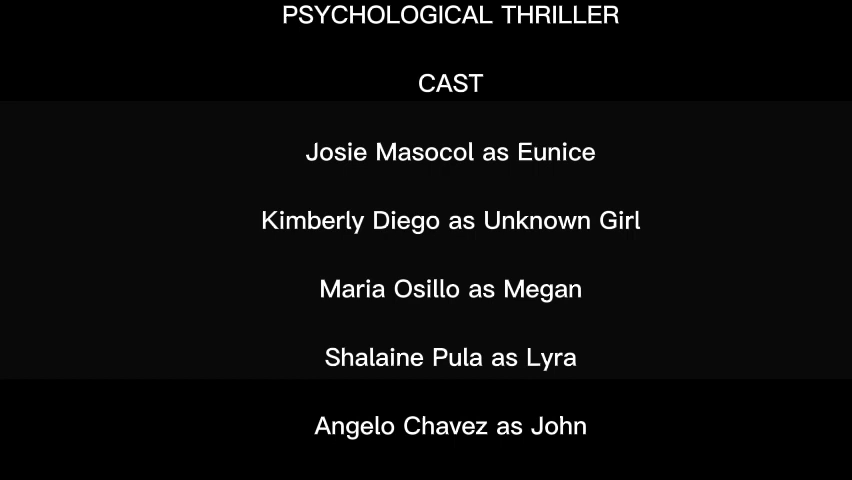 PSYCHOLOGICAL THRILLER
CAST
Josie Masocol as Eunice
Kimberly Diego as Unknown Girl
Maria Osillo as Megan
Shalaine Pula as Lyra
Angelo Chavez as John